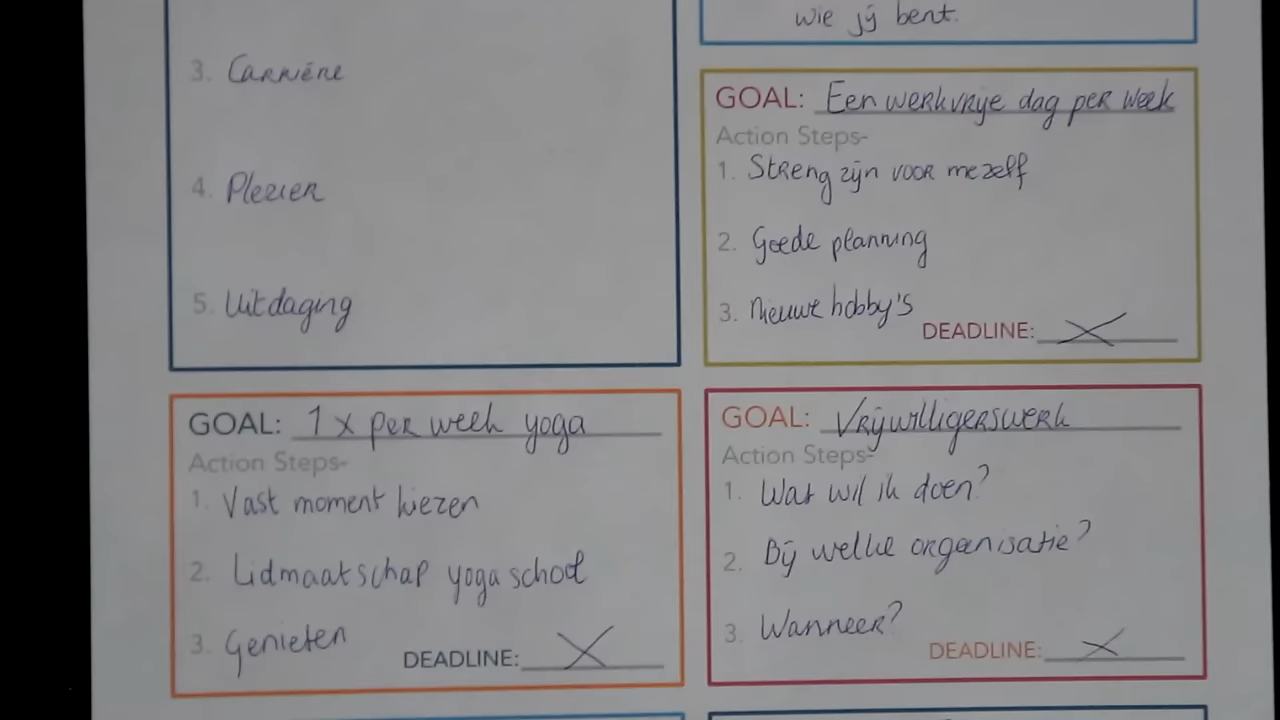 wie jij bent.
3. Carrière
4. Plezier
5. Uitdaging
GOAL: Een werkvrije dag per week
Action Steps-
1. Streng zijn voor mezelf
2. Goede planning
3. Nieuwe hobby's
DEADLINE: X
GOAL: 1 x per week yoga
Action Steps-
1. Vast moment kiezen
2. Lidmaatschap yoga school
3. Genieten
DEADLINE: X
GOAL: Vrijwilligerswerk
Action Steps-
1. Wat wil ik doen?
2. Bij welke organisatie?
3. Wanneer?
DEADLINE: X